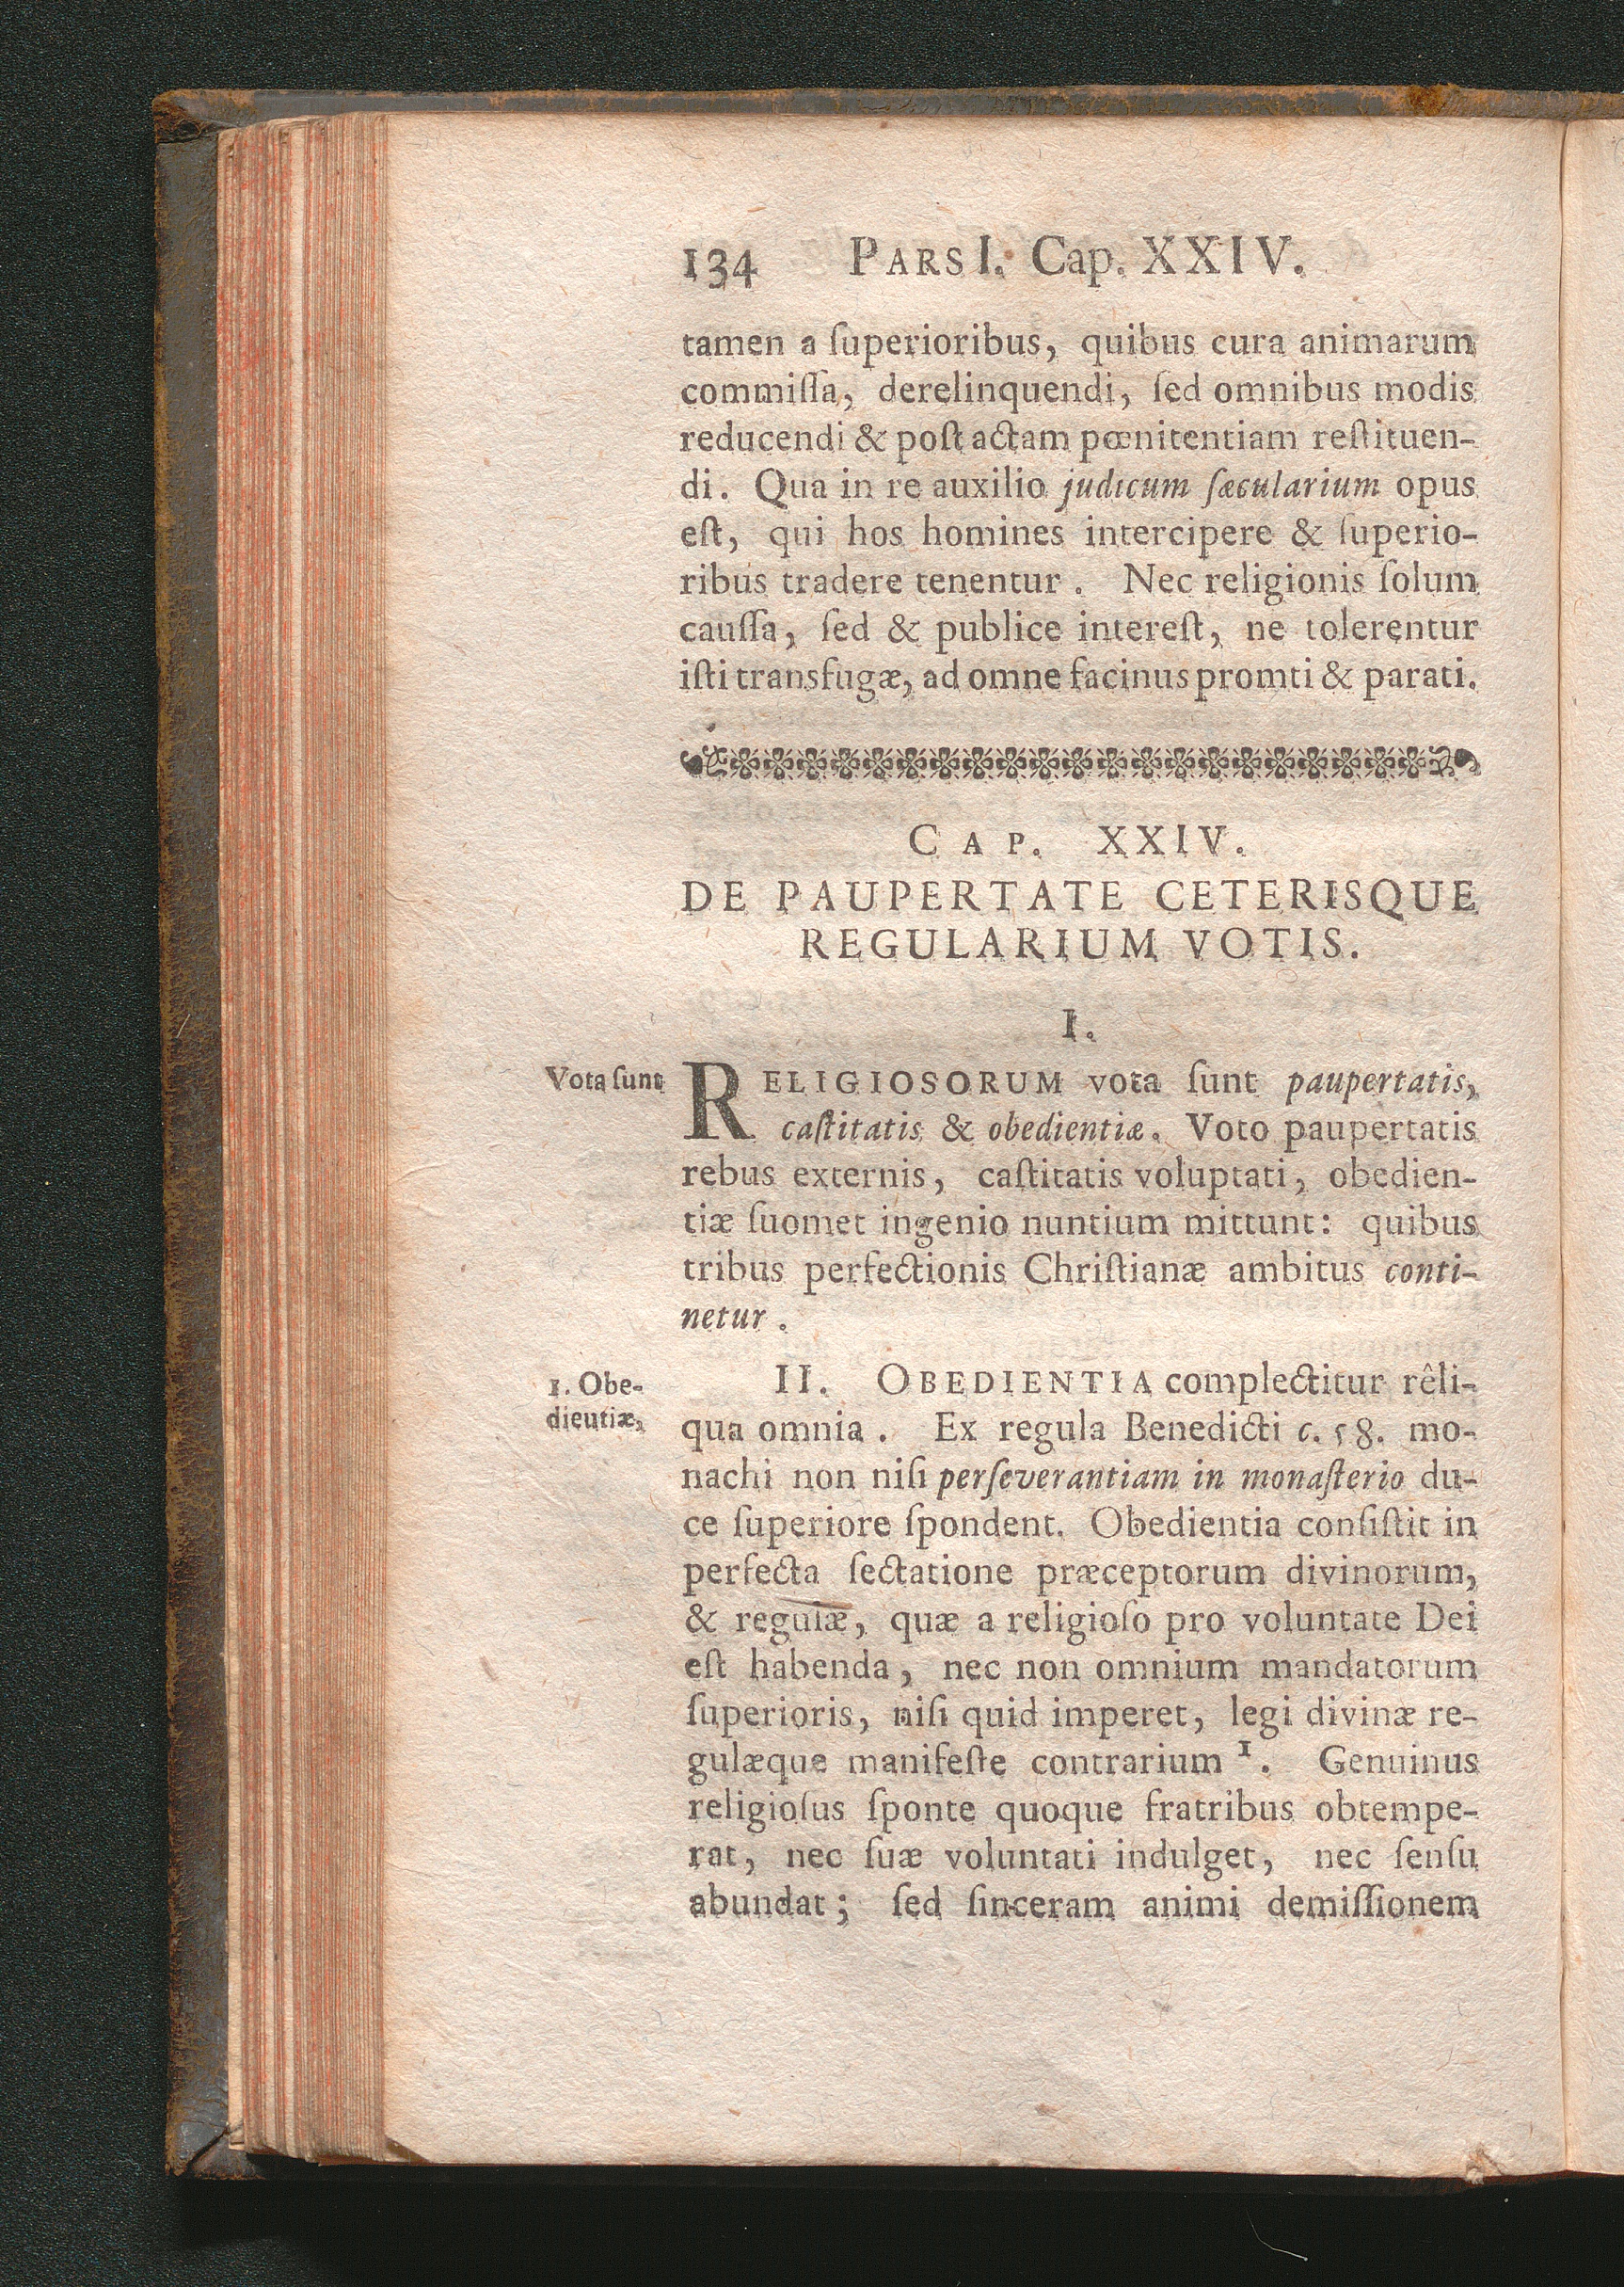 134 PARS I. Cap. XXIV.
tamen a ſuperioribus, quibus cura animarum
commiſſa, derelinquendi, ſed omnibus modis
reducendi & poſt actam pœnitentiam reſtituen-
di. Qua in re auxilio judicum ſæcularium opus
eſt, qui hos homines intercipere & ſuperio-
ribus tradere tenentur. Nec religionis ſolum
cauſſa, ſed & publice intereſt, ne tolerentur
iſti transfugæ, ad omne facinus promti & parati.
CAP. XXIV.
DE PAUPERTATE CETERISQUE
REGULARIUM VOTIS.
I.
Vota ſunt
RELIGIOSORUM vota ſunt paupertatis,
caſtitatis & obedientiæ. Voto paupertatis
rebus externis, caſtitatis voluptati, obedien-
tiæ ſuomet ingenio nuntium mittunt: quibus
tribus perfectionis Chriſtianæ ambitus conti-
netur.
1. Obe-
dieutiæ,
II. OBEDIENTIA complectitur rêli-
qua omnia. Ex regula Benedicti c. 58. mo-
nachi non niſi perſeverantiam in monaſterio du-
ce ſuperiore ſpondent. Obedientia conſiſtit in
perfecta ſectatione præceptorum divinorum,
& regulæ, quæ a religioſo pro voluntate Dei
eſt habenda, nec non omnium mandatorum
ſuperioris, niſi quid imperet, legi divinæ re-
gulæque manifeſte contrarium ¹. Genuinus
religioſus ſponte quoque fratribus obtempe-
rat, nec ſuæ voluntati indulget, nec ſenſu
abundat; ſed ſinceram animi demiſſionem